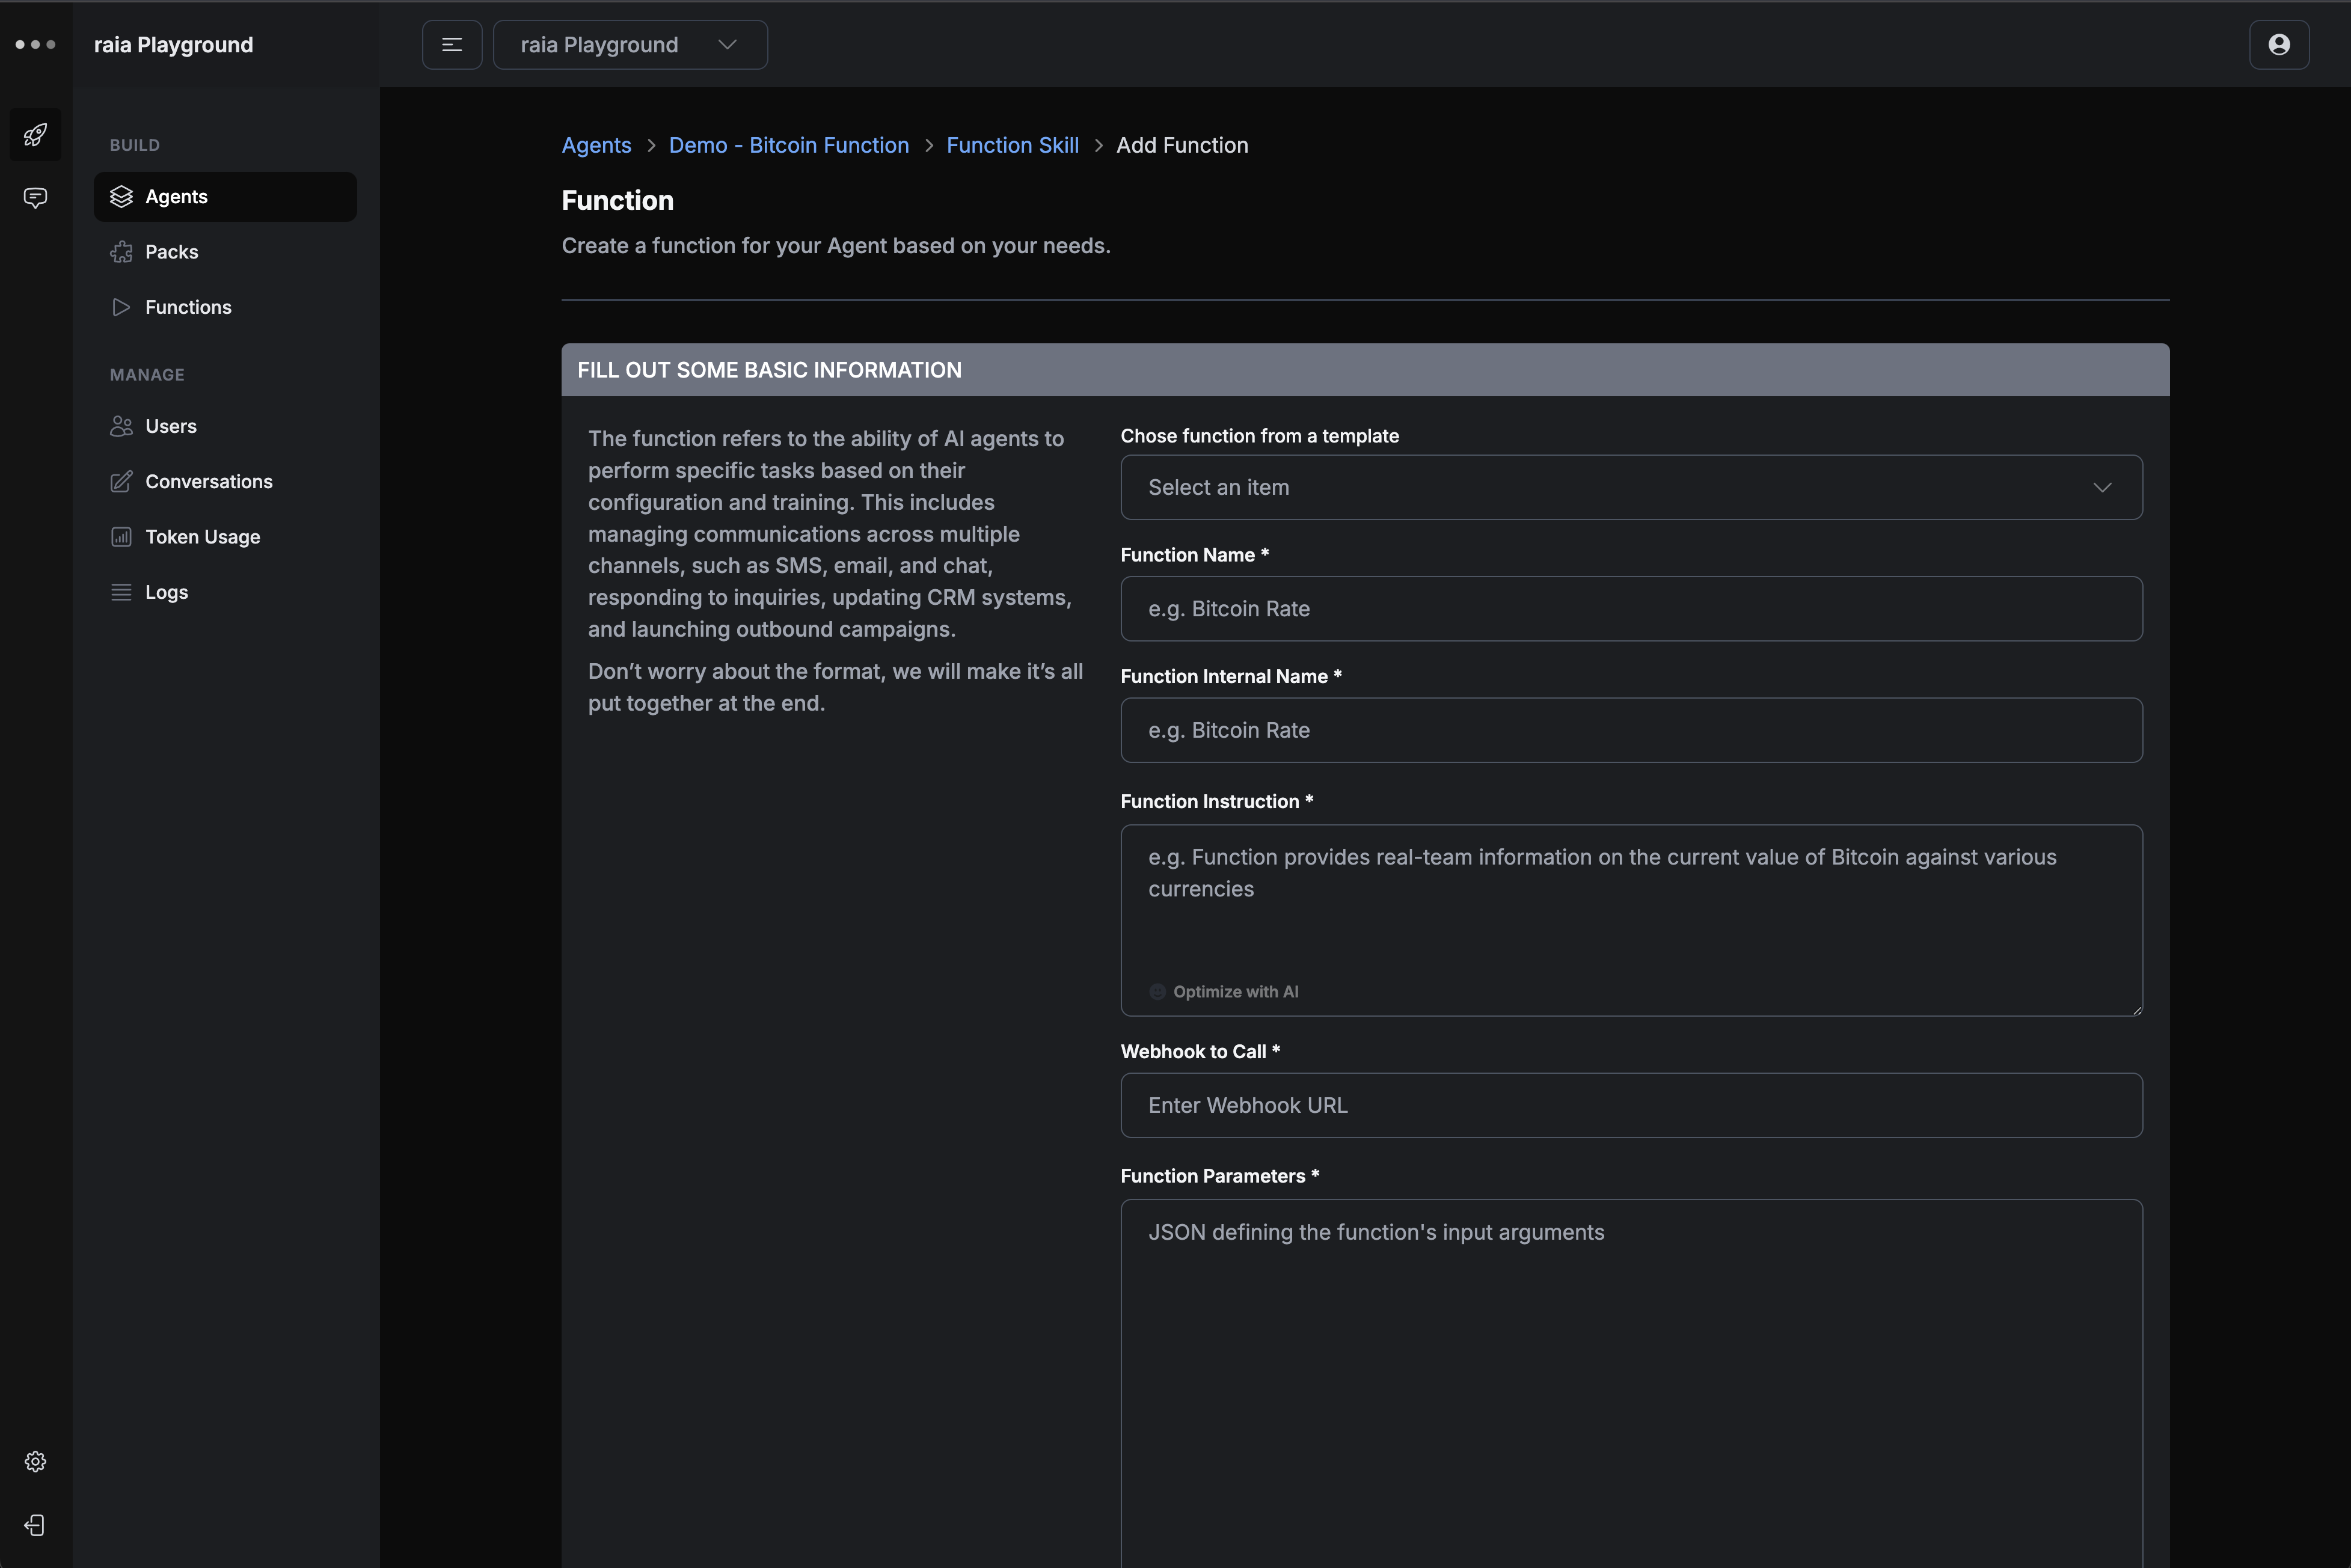 raia Playground
raia Playground
BUILD
Agents
Packs
Functions
MANAGE
Users
Conversations
Token Usage
Logs
Agents > Demo - Bitcoin Function > Function Skill > Add Function
Function
Create a function for your Agent based on your needs.
FILL OUT SOME BASIC INFORMATION
The function refers to the ability of AI agents to
perform specific tasks based on their
configuration and training. This includes
managing communications across multiple
channels, such as SMS, email, and chat,
responding to inquiries, updating CRM systems,
and launching outbound campaigns.
Don’t worry about the format, we will make it’s all
put together at the end.
Chose function from a template
Select an item
Function Name *
e.g. Bitcoin Rate
Function Internal Name *
e.g. Bitcoin Rate
Function Instruction *
e.g. Function provides real-team information on the current value of Bitcoin against various
currencies
Optimize with AI
Webhook to Call *
Enter Webhook URL
Function Parameters *
JSON defining the function's input arguments